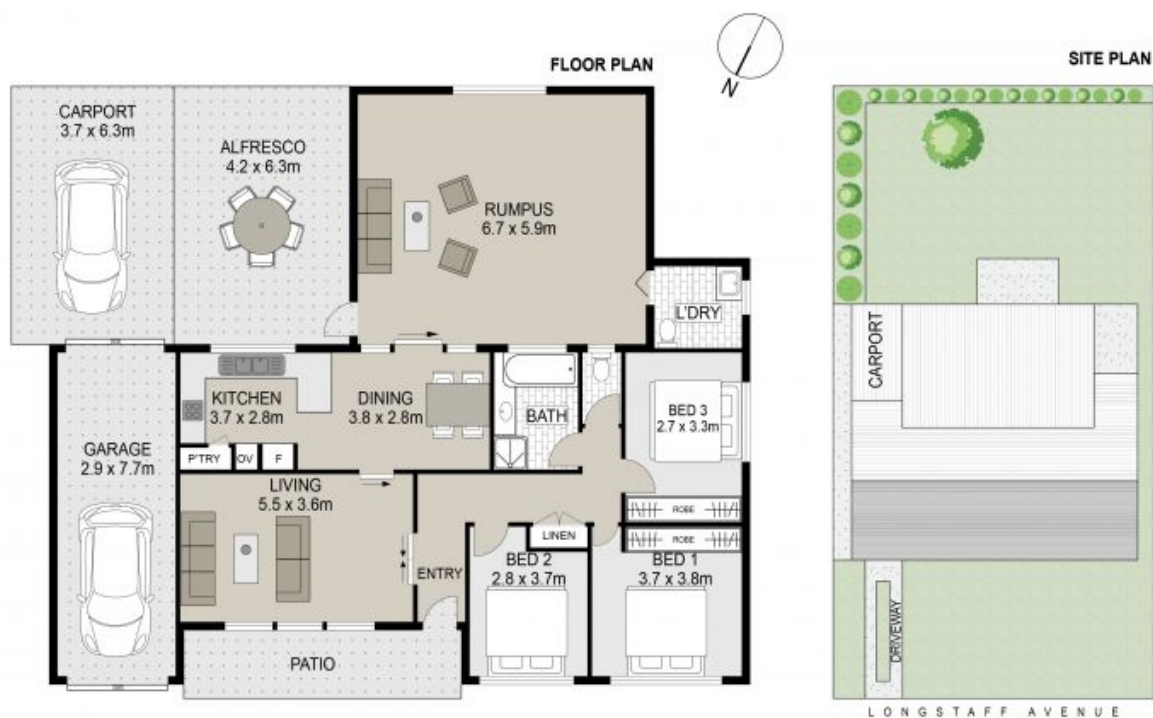 FLOOR PLAN
N
SITE PLAN
CARPORT
3.7 x 6.3m
ALFRESCO
4.2 x 6.3m
RUMPUS
6.7 x 5.9m
L'DRY
KITCHEN
3.7 x 2.8m
DINING
3.8 x 2.8m
BATH
BED 3
2.7 x 3.3m
GARAGE
2.9 x 7.7m
P'TRY
OV
F
LIVING
5.5 x 3.6m
ROBE
ROBE
LINEN
ENTRY
BED 2
2.8 x 3.7m
BED 1
3.7 x 3.8m
PATIO
CARPORT
DRIVEWAY
LONGSTAFF AVENUE